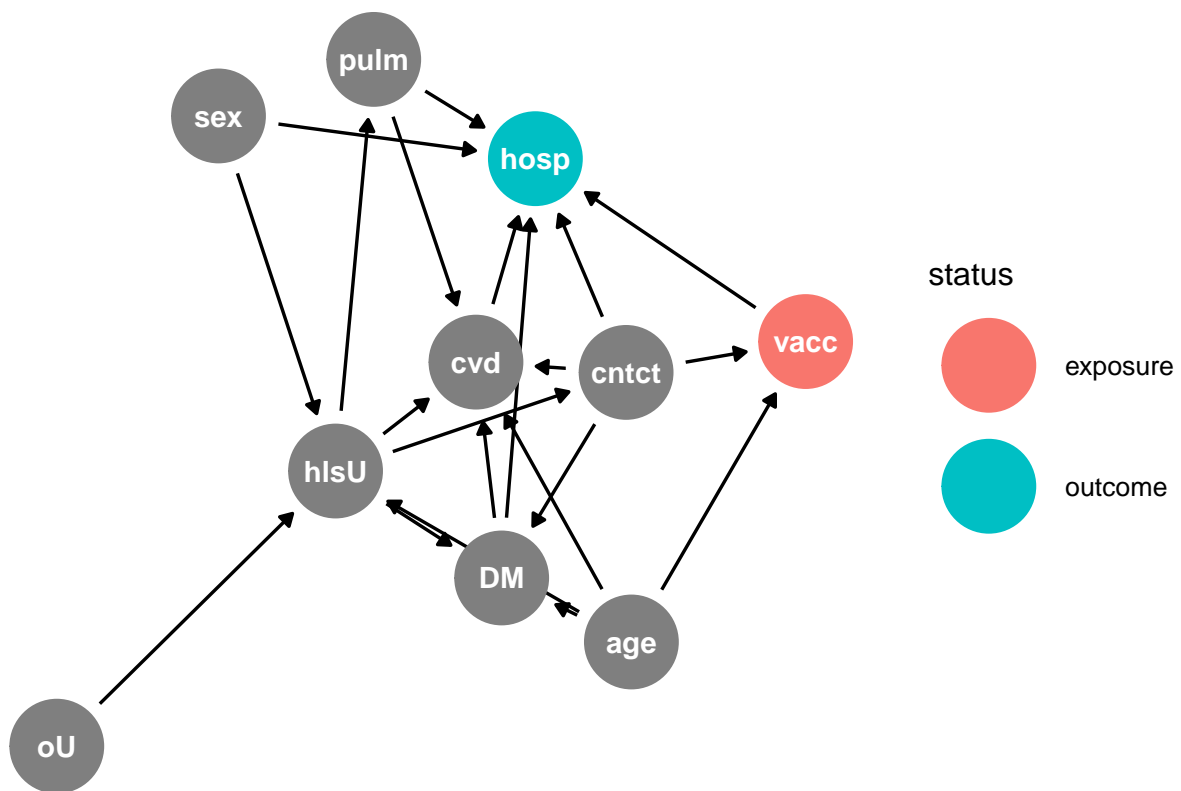 pulm
sex
hosp
vacc
cvd
cntct
hlsU
DM
age
oU
status
exposure
outcome